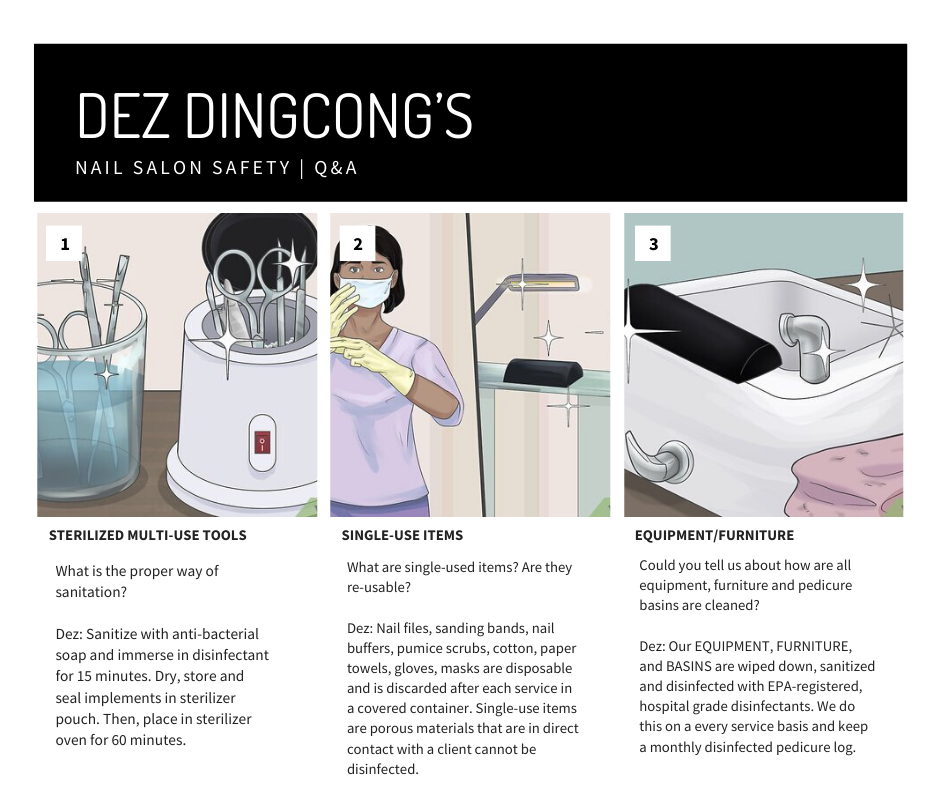 DEZ DINGCONG'S
NAIL SALON SAFETY | Q&A
1
2
3
STERILIZED MULTI-USE TOOLS
What is the proper way of
sanitation?
Dez: Sanitize with anti-bacterial
soap and immerse in disinfectant
for 15 minutes. Dry, store and
seal implements in sterilizer
pouch. Then, place in sterilizer
oven for 60 minutes.
SINGLE-USE ITEMS
What are single-used items? Are they
re-usable?
Dez: Nail files, sanding bands, nail
buffers, pumice scrubs, cotton, paper
towels, gloves, masks are disposable
and is discarded after each service in
a covered container. Single-use items
are porous materials that are in direct
contact with a client cannot be
disinfected.
EQUIPMENT/FURNITURE
Could you tell us about how are all
equipment, furniture and pedicure
basins are cleaned?
Dez: Our EQUIPMENT, FURNITURE,
and BASINS are wiped down, sanitized
and disinfected with EPA-registered,
hospital grade disinfectants. We do
this on a every service basis and keep
a monthly disinfected pedicure log.